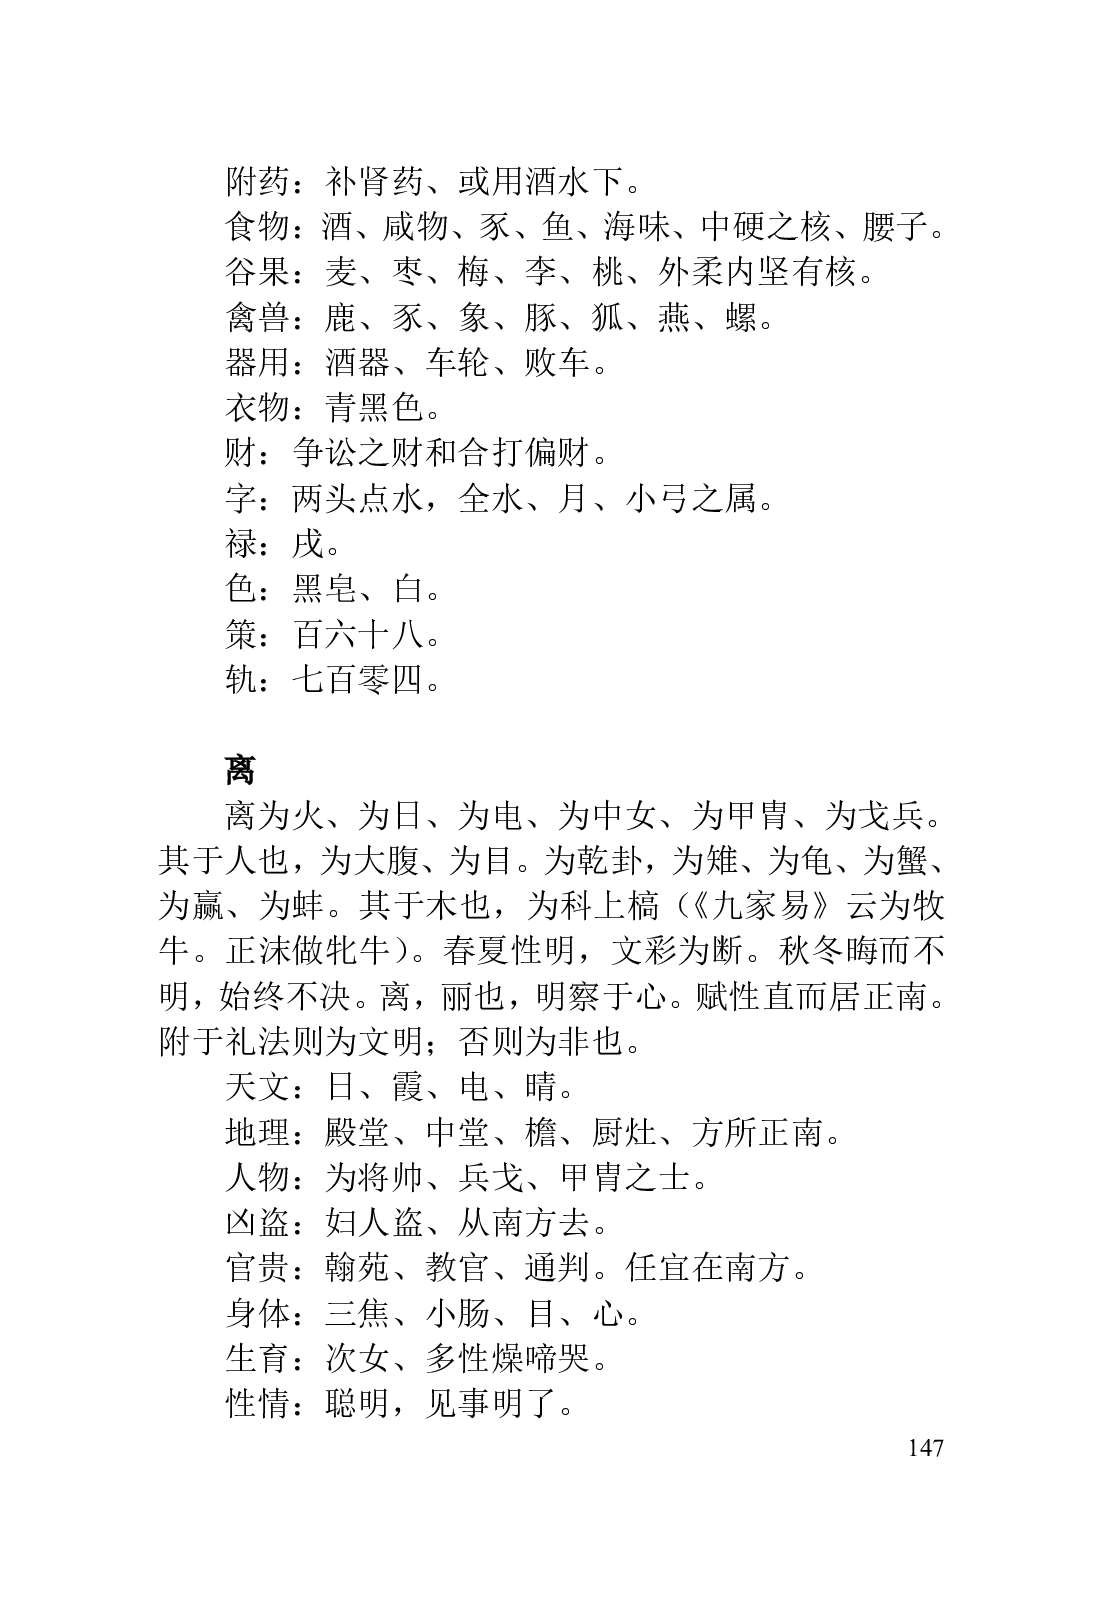 附药：补肾药、或用酒水下。
食物：酒、咸物、豕、鱼、海味、中硬之核、腰子。
谷果：麦、枣、梅、李、桃、外柔内坚有核。
禽兽：鹿、豕、象、豚、狐、燕、螺。
器用：酒器、车轮、败车。
衣物：青黑色。
财：争讼之财和合打偏财。
字：两头点水，全水、月、小弓之属。
禄：戌。
色：黑皂、白。
策：百六十八。
轨：七百零四。
离
离为火、为日、为电、为中女、为甲胄、为戈兵。
其于人也，为大腹、为目。为乾卦，为雉、为龟、为蟹、
为赢、为蚌。其于木也，为科上槁（《九家易》云为牧
牛。正沫做牝牛）。春夏性明，文彩为断。秋冬晦而不
明，始终不决。离，丽也，明察于心。赋性直而居正南。
附于礼法则为文明；否则为非也。
天文：日、霞、电、晴。
地理：殿堂、中堂、檐、厨灶、方所正南。
人物：为将帅、兵戈、甲胄之士。
凶盗：妇人盗、从南方去。
官贵：翰苑、教官、通判。任宜在南方。
身体：三焦、小肠、目、心。
生育：次女、多性燥啼哭。
性情：聪明，见事明了。
147